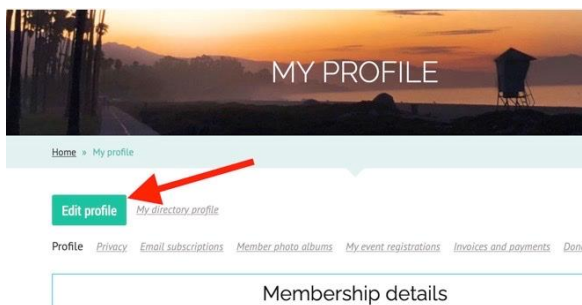 MY PROFILE
Home » My profile
Edit profile My directory profile
Profile Privacy Email subscriptions Member photo albums My event registrations Invoices and payments
Membership details